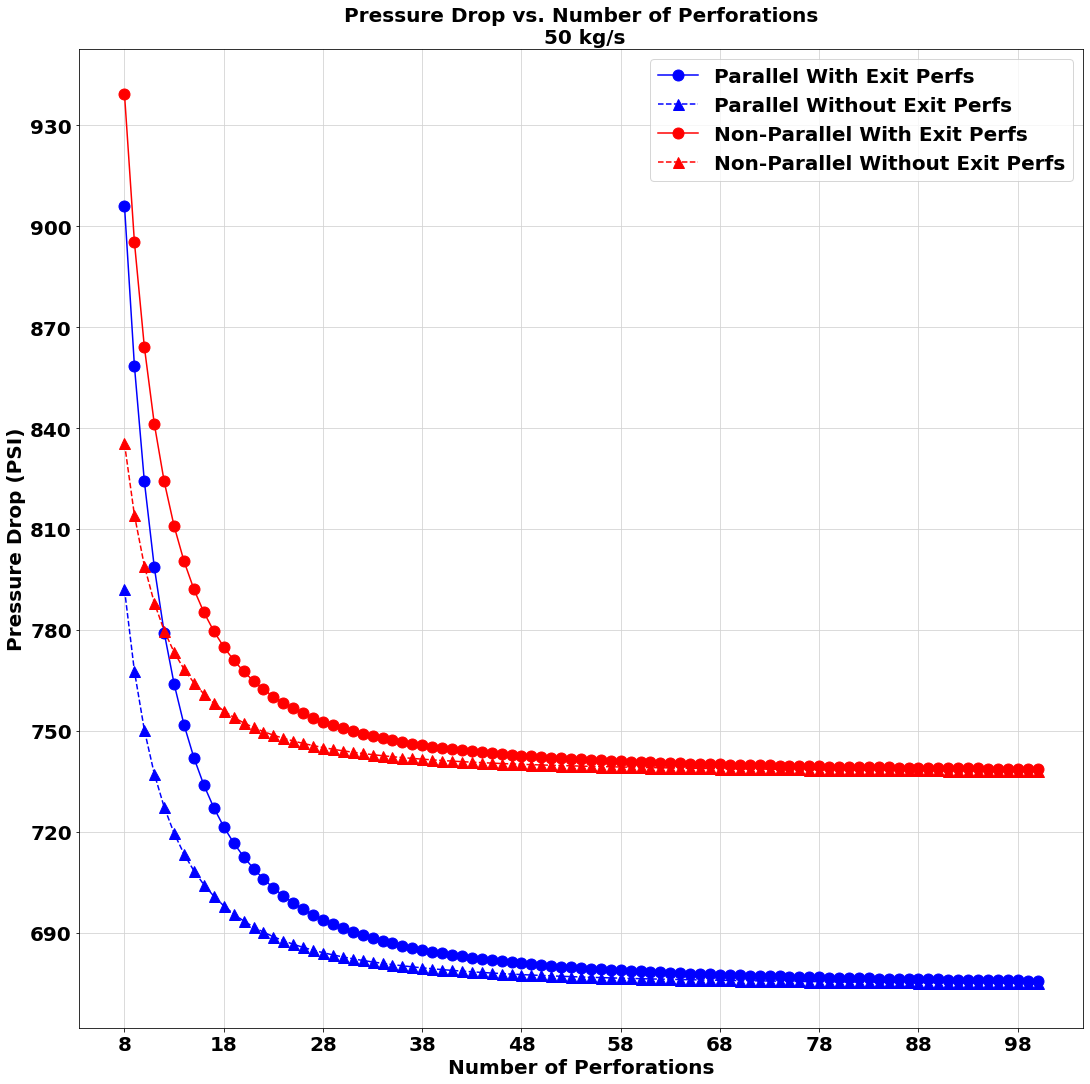 Pressure Drop vs. Number of Perforations
50 kg/s
Parallel With Exit Perfs
Parallel Without Exit Perfs
Non-Parallel With Exit Perfs
Non-Parallel Without Exit Perfs
Pressure Drop (PSI)
930
900
870
840
810
780
750
720
690
8 18 28 38 48 58 68 78 88 98
Number of Perforations